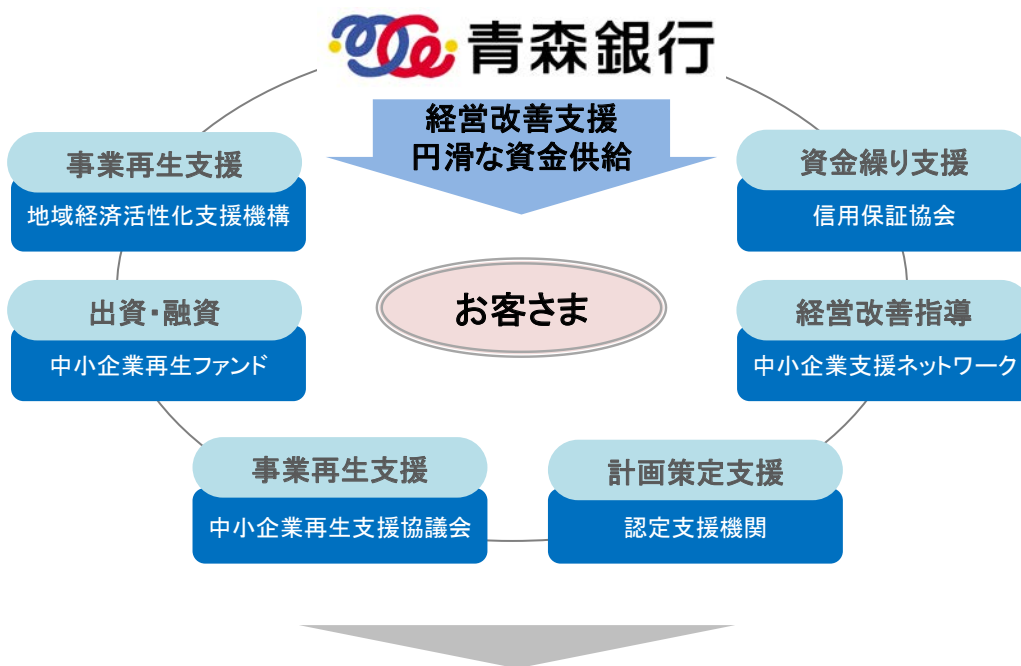 青森銀行
経営改善支援
円滑な資金供給
事業再生支援
地域経済活性化支援機構
資金繰り支援
信用保証協会
お客さま
出資・融資
中小企業再生ファンド
経営改善指導
中小企業支援ネットワーク
事業再生支援
中小企業再生支援協議会
計画策定支援
認定支援機関